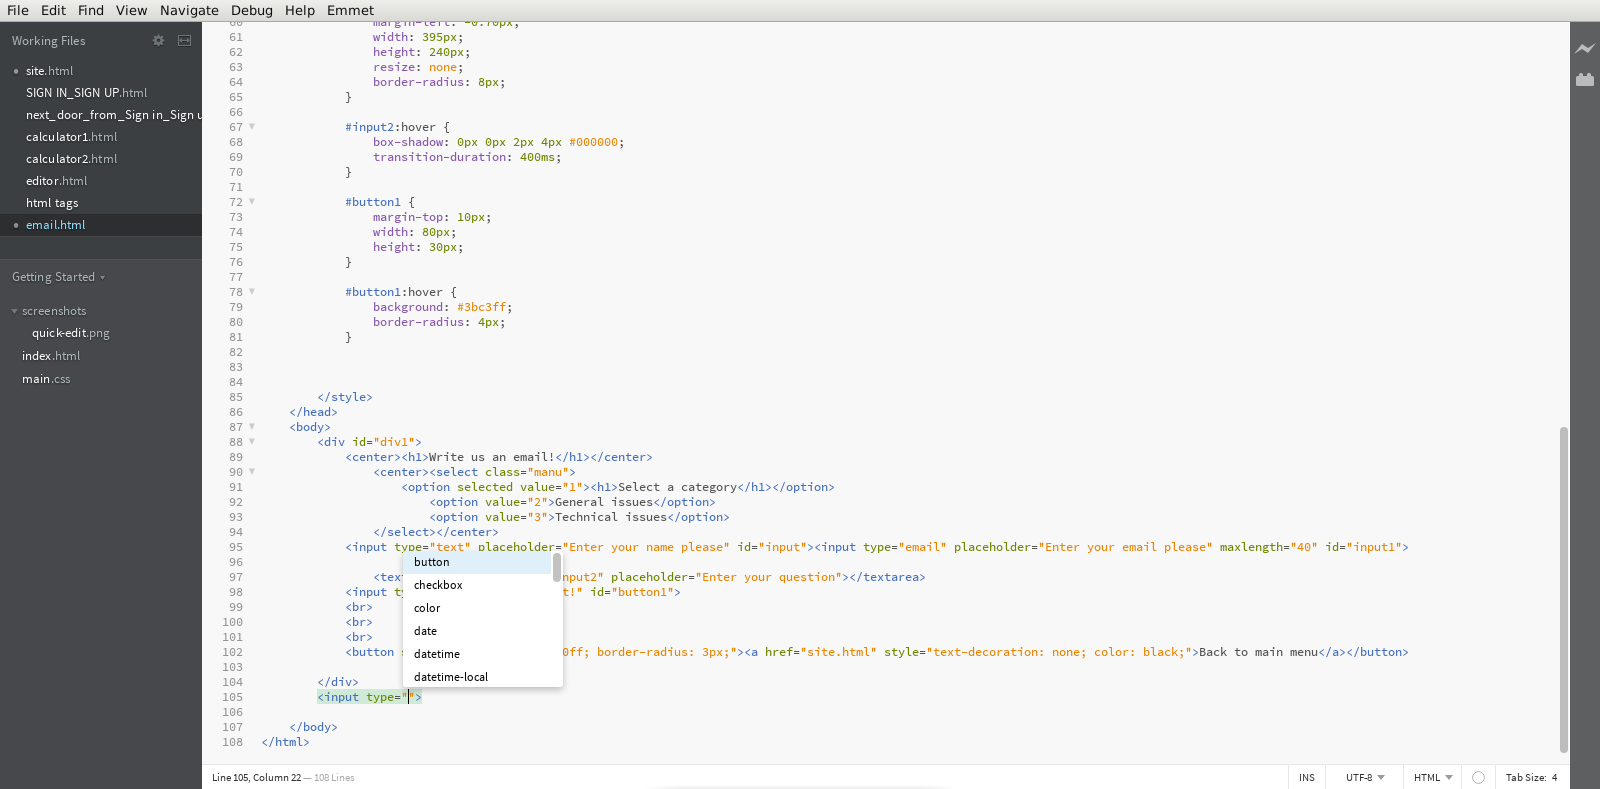 File Edit Find View Navigate Debug Help Emmet
Working Files
site.html
SIGN IN_SIGN UP.html
next_door_from_Sign in_Sign u
calculator1.html
calculator2.html
editor.html
html tags
email.html
Getting Started
screenshots
quick-edit.png
index.html
main.css
60 margin-left: -0.70px;
61 width: 395px;
62 height: 240px;
63 resize: none;
64 border-radius: 8px;
65 }
66
67 #input2:hover {
68 box-shadow: 0px 0px 2px 4px #000000;
69 transition-duration: 400ms;
70 }
71
72 #button1 {
73 margin-top: 10px;
74 width: 80px;
75 height: 30px;
76 }
77
78 #button1:hover {
79 background: #3bc3ff;
80 border-radius: 4px;
81 }
82
83
84
85 </style>
86 </head>
87 <body>
88 <div id="div1">
89 <center><h1>Write us an email!</h1></center>
90 <center><select class="manu">
91 <option selected value="1"><h1>Select a category</h1></option>
92 <option value="2">General issues</option>
93 <option value="3">Technical issues</option>
94 </select></center>
95 <input type="text" placeholder="Enter your name please" id="input"><input type="email" placeholder="Enter your email please" maxlength="40" id="input1">
96
97 <tex nput2" placeholder="Enter your question"></textarea>
98 <input ty t!" id="button1">
99 <br>
100 <br>
101 <br>
102 <button 0ff; border-radius: 3px;"><a href="site.html" style="text-decoration: none; color: black;">Back to main menu</a></button>
103
104 </div>
105 <input type="">
106
107 </body>
108 </html>
button
checkbox
color
date
datetime
datetime-local
Line 105, Column 22 — 108 Lines
INS UTF-8 HTML Tab Size: 4